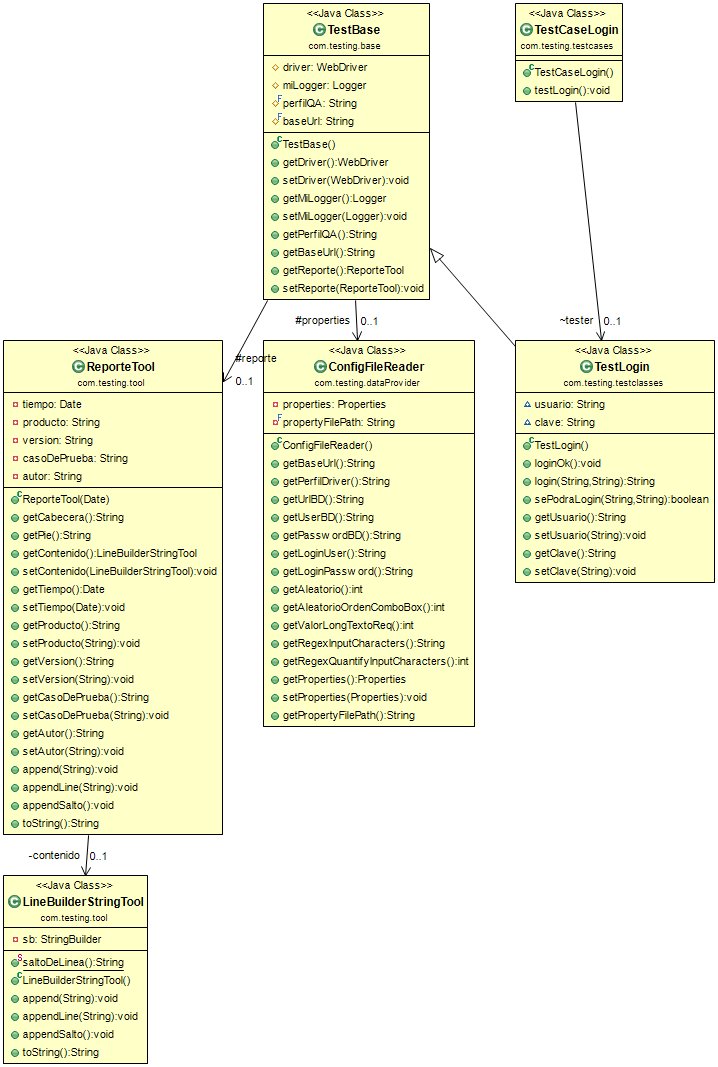 <<Java Class>>
TestBase
com.testing.base
driver: WebDriver
miLogger: Logger
perfilQA: String
baseUrl: String
TestBase()
getDriver():WebDriver
setDriver(WebDriver):void
getMiLogger():Logger
setMiLogger(Logger):void
getPerfilQA():String
getBaseUrl():String
getReporte():ReporteTool
setReporte(ReporteTool):void
<<Java Class>>
TestCaseLogin
com.testing.testcases
TestCaseLogin()
testLogin():void
#reporte
0..1
#properties
0..1
~tester
0..1
<<Java Class>>
ReporteTool
com.testing.tool
tiempo: Date
producto: String
version: String
casoDePrueba: String
autor: String
ReporteTool(Date)
getCabecera():String
getPie():String
getContenido():LineBuilderStringTool
setContenido(LineBuilderStringTool):void
getTiempo():Date
setTiempo(Date):void
getProducto():String
setProducto(String):void
getVersion():String
setVersion(String):void
getCasoDePrueba():String
setCasoDePrueba(String):void
getAutor():String
setAutor(String):void
append(String):void
appendLine(String):void
appendSalto():void
toString():String
<<Java Class>>
ConfigFileReader
com.testing.dataProvider
properties: Properties
propertyFilePath: String
ConfigFileReader()
getBaseUrl():String
getPerfilDriver():String
getUrlBD():String
getUserBD():String
getPasswordBD():String
getLoginUser():String
getLoginPassword():String
getAleatorio():int
getAleatorioOrdenComboBox():int
getValorLongTextoReq():int
getRegexInputCharacters():String
getRegexQuantifyInputCharacters():int
getProperties():Properties
setProperties(Properties):void
getPropertyFilePath():String
<<Java Class>>
TestLogin
com.testing.testclasses
usuario: String
clave: String
TestLogin()
loginOk():void
login(String,String):String
sePodraLogin(String,String):boolean
getUsuario():String
setUsuario(String):void
getClave():String
setClave(String):void
-contenido
0..1
<<Java Class>>
LineBuilderStringTool
com.testing.tool
sb: StringBuilder
saltoDeLinea():String
LineBuilderStringTool()
append(String):void
appendLine(String):void
appendSalto():void
toString():String